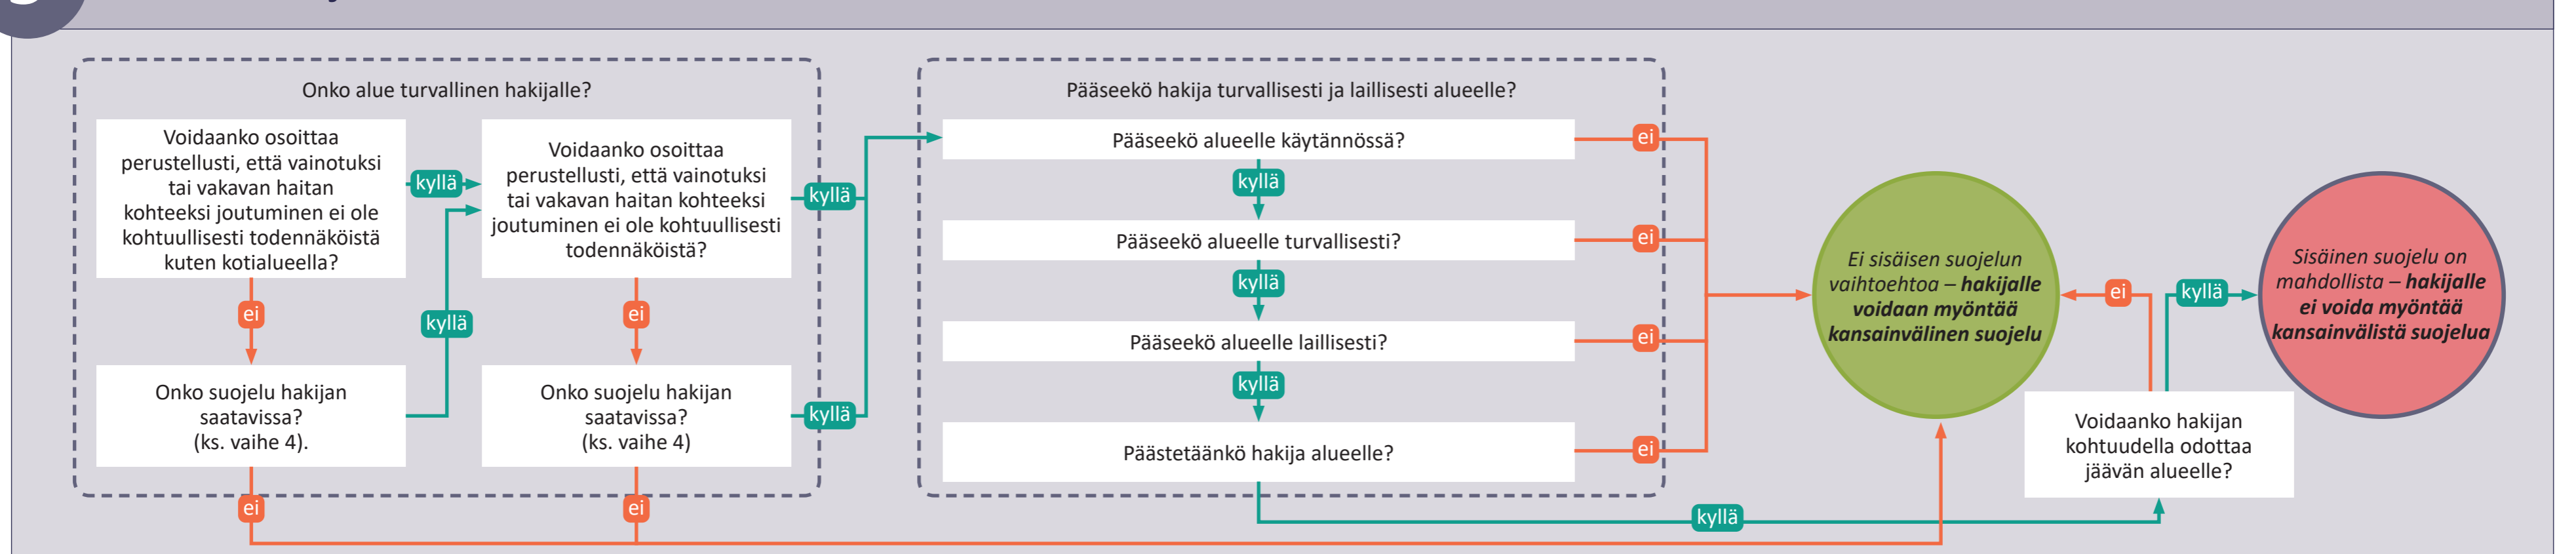 Onko alue turvallinen hakijalle?
Voidaanko osoittaa
perustellusti, että vainotuksi
tai vakavan haitan
kohteeksi joutuminen ei ole
kohtuullisesti todennäköistä
kuten kotialueella?
kyllä
ei
Onko suojelu hakijan
saatavissa?
(ks. vaihe 4).
kyllä
ei
Voidaanko osoittaa
perustellusti, että vainotuksi
tai vakavan haitan kohteeksi
joutuminen ei ole kohtuullisesti
todennäköistä?
kyllä
ei
Onko suojelu hakijan
saatavissa?
(ks. vaihe 4)
kyllä
ei
Pääseekö hakija turvallisesti ja laillisesti alueelle?
Pääseekö alueelle käytännössä?
ei
kyllä
Pääseekö alueelle turvallisesti?
ei
kyllä
Pääseekö alueelle laillisesti?
ei
kyllä
Päästetäänkö hakija alueelle?
ei
kyllä
Ei sisäisen suojelun
vaihtoehtoa – hakijalle
voidaan myöntää
kansainvälinen suojelu
ei
kyllä
Sisäinen suojelu on
mahdollista – hakijalle
ei voida myöntää
kansainvälistä suojelua
Voidaanko hakijan
kohtuudella odottaa
jäävän alueelle?